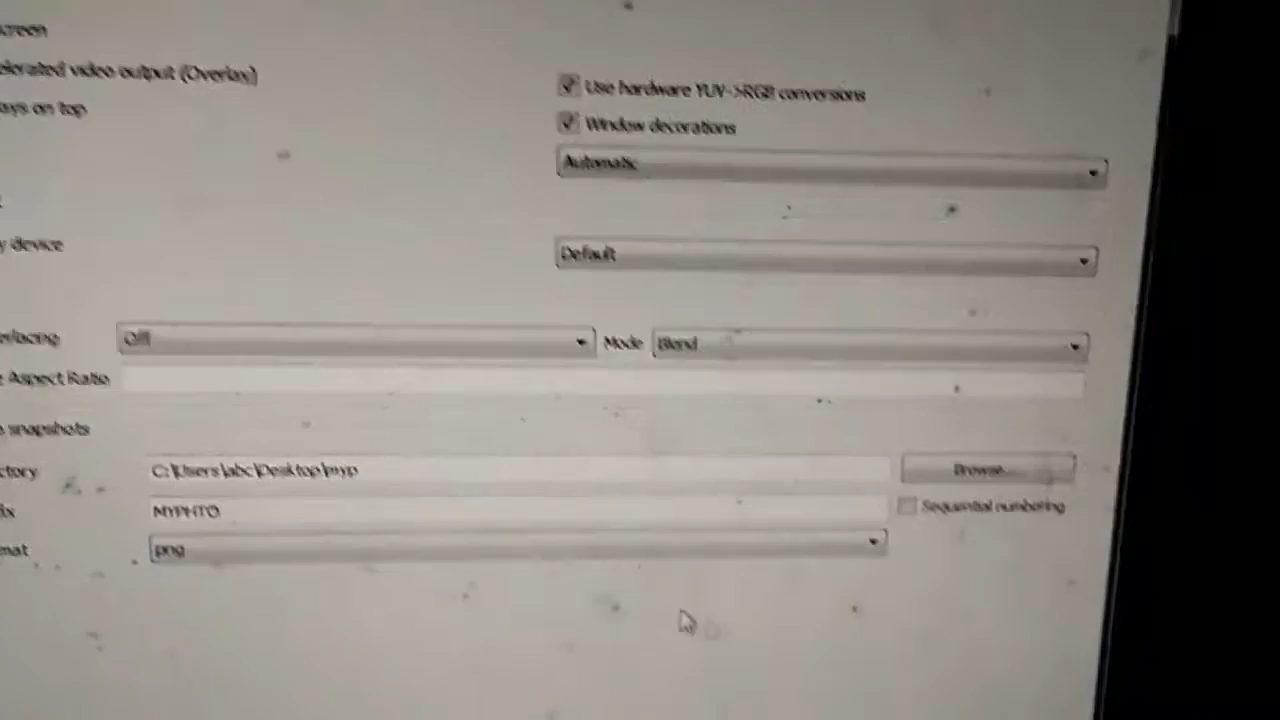 creen
elerated video output (Overlay)
Use hardware YUV->RGB conversions
ays on top
Window decorations
Automatic
y device
Default
erlacing
Off
Mode
Blend
Aspect Ratio
snapshots
ctory
C:\Users\abc\Desktop\myp
Browse...
ix
MYPHTO
Sequential numbering
mat
png